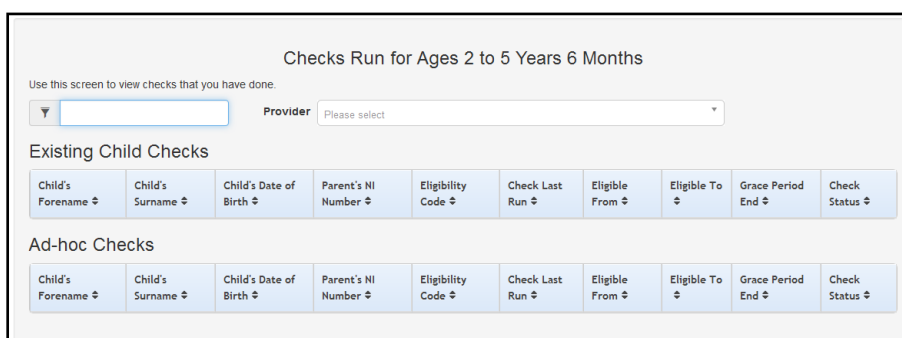 Checks Run for Ages 2 to 5 Years 6 Months
Use this screen to view checks that you have done.
Provider Please select
Existing Child Checks
Child's Forename Child's Surname Child's Date of Birth Parent's NI Number Eligibility Code Check Last Run Eligible From Eligible To Grace Period End Check Status
Ad-hoc Checks
Child's Forename Child's Surname Child's Date of Birth Parent's NI Number Eligibility Code Check Last Run Eligible From Eligible To Grace Period End Check Status